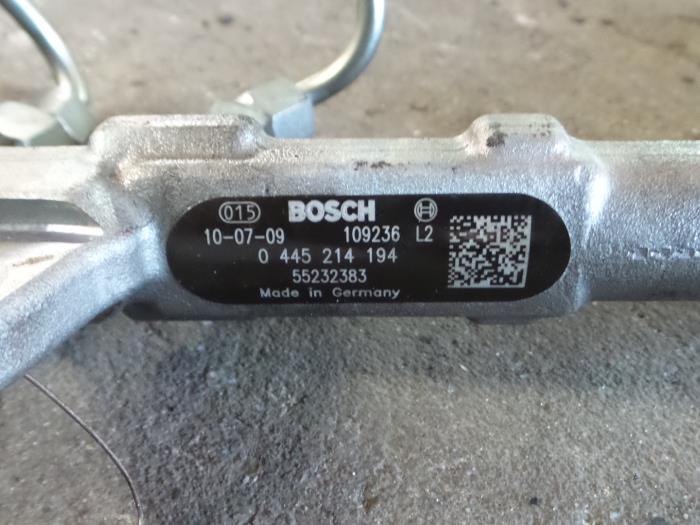 015 BOSCH
10-07-09 109236 L2
0 445 214 194
55232383
Made in Germany